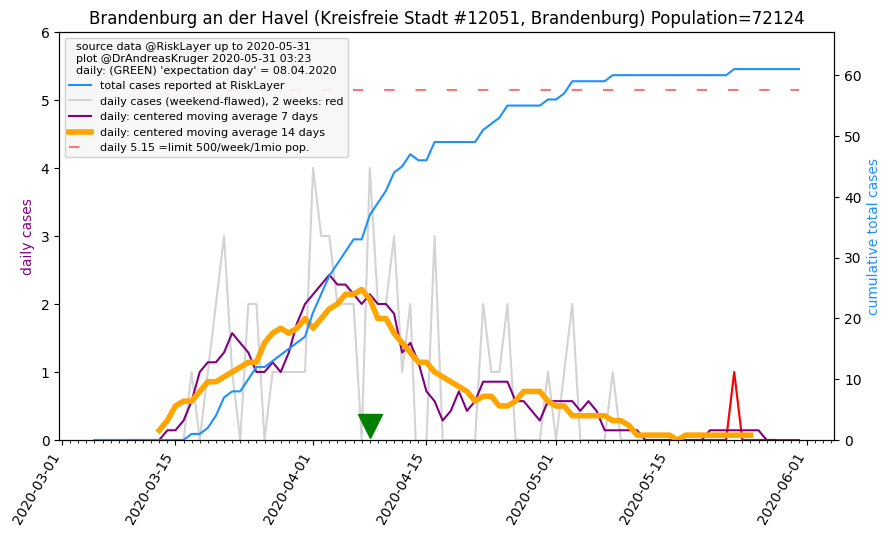 Brandenburg an der Havel (Kreisfreie Stadt #12051, Brandenburg) Population=72124
source data @RiskLayer up to 2020-05-31
plot @DrAndreasKruger 2020-05-31 03:23
daily: (GREEN) 'expectation day' = 08.04.2020
total cases reported at RiskLayer
daily cases (weekend-flawed), 2 weeks: red
daily: centered moving average 7 days
daily: centered moving average 14 days
daily 5.15 =limit 500/week/1mio pop.
daily cases
6
5
4
3
2
1
0
cumulative total cases
60
50
40
30
20
10
0
2020-03-01
2020-03-15
2020-04-01
2020-04-15
2020-05-01
2020-05-15
2020-06-01